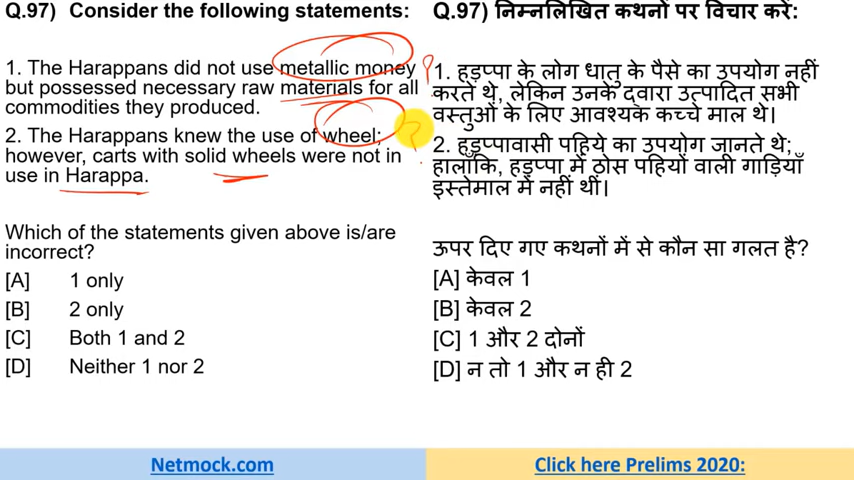 Q.97) Consider the following statements:
1. The Harappans did not use metallic money
but possessed necessary raw materials for all
commodities they produced.
2. The Harappans knew the use of wheel;
however, carts with solid wheels were not in
use in Harappa.
Which of the statements given above is/are
incorrect?
[A] 1 only
[B] 2 only
[C] Both 1 and 2
[D] Neither 1 nor 2
Q.97) निम्नलिखित कथनों पर विचार करें:
1. हड़प्पा के लोग धातु के पैसे का उपयोग नहीं
करते थे, लेकिन उनके द्वारा उत्पादित सभी
वस्तुओं के लिए आवश्यक कच्चे माल थे।
2. हड़प्पावासी पहिये का उपयोग जानते थे;
हालाँकि, हड़प्पा में ठोस पहियों वाली गाड़ियाँ
इस्तेमाल में नहीं थीं।
ऊपर दिए गए कथनों में से कौन सा गलत है?
[A] केवल 1
[B] केवल 2
[C] 1 और 2 दोनों
[D] न तो 1 और न ही 2
Netmock.com
Click here Prelims 2020: